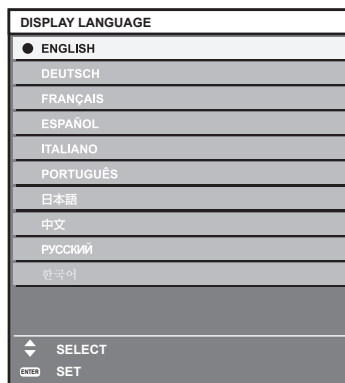 DISPLAY LANGUAGE
ENGLISH
DEUTSCH
FRANÇAIS
ESPAÑOL
ITALIANO
PORTUGUÊS
日本語
中文
РУССКИЙ
한국어
SELECT
ENTER SET